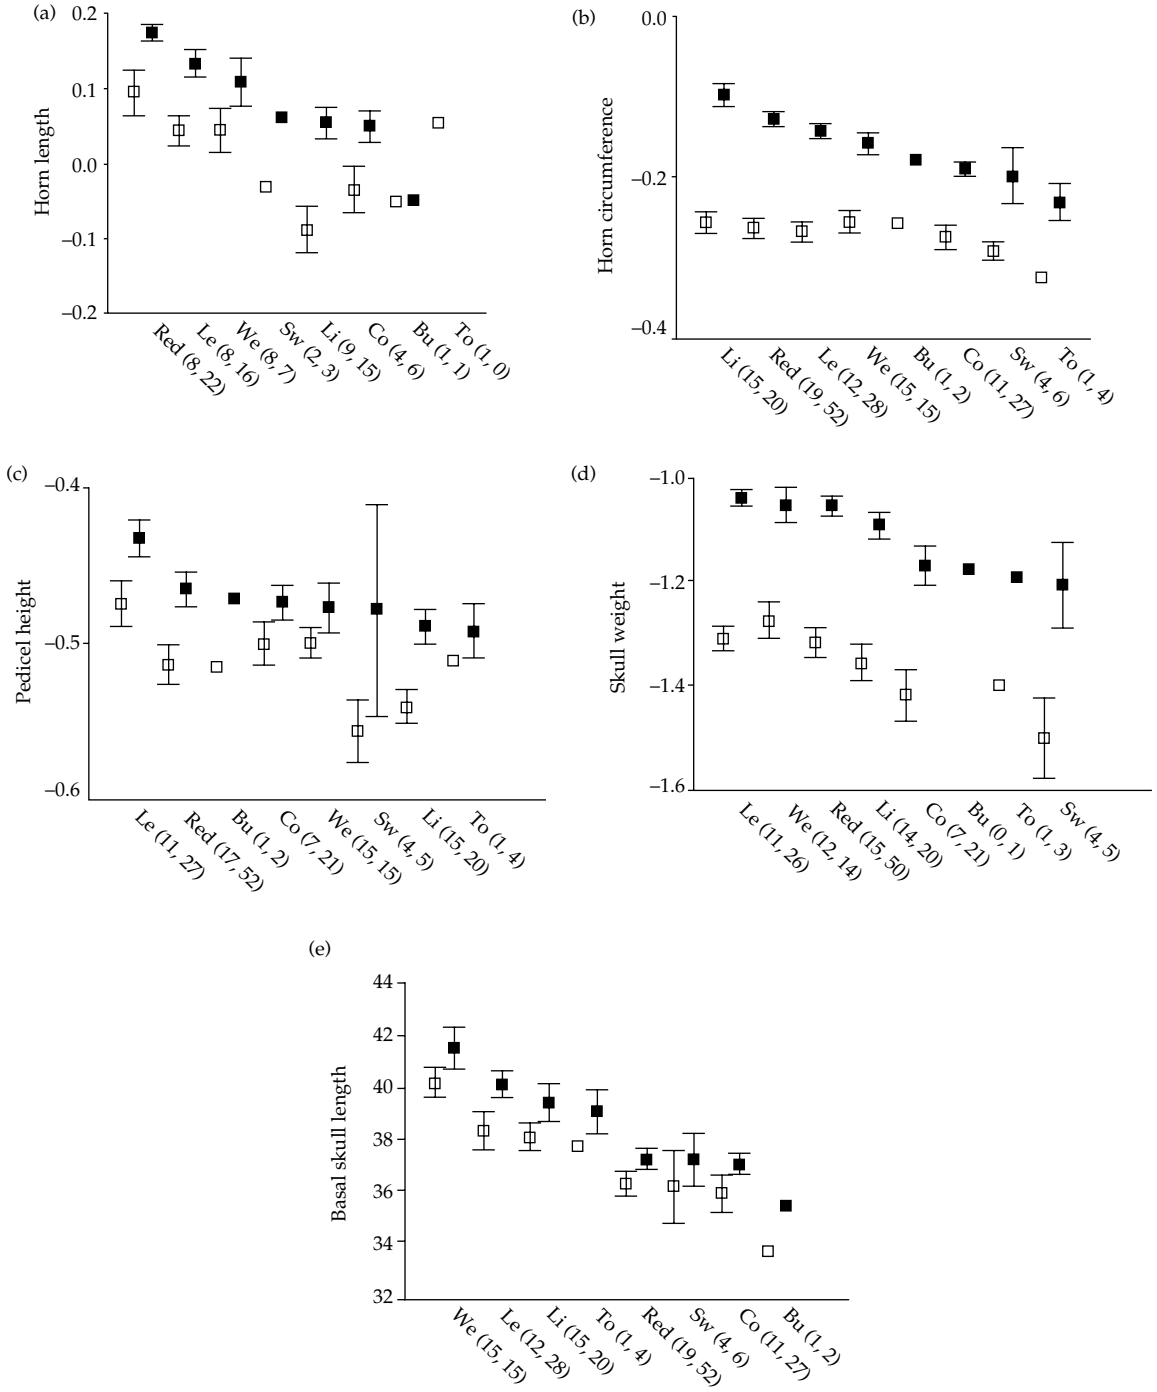 (a)
0.2
0.1
0.0
−0.1
−0.2
Horn length
Red (8, 22)
Le (8, 16)
We (8, 7)
Sw (2, 3)
Li (9, 15)
Co (4, 6)
Bu (1, 1)
To (1, 0)
(b)
0.0
−0.2
−0.4
Horn circumference
Li (15, 20)
Red (19, 52)
Le (12, 28)
We (15, 15)
Bu (1, 2)
Co (11, 27)
Sw (4, 6)
To (1, 4)
(c)
−0.4
−0.5
−0.6
Pedicel height
Le (11, 27)
Red (17, 52)
Bu (1, 2)
Co (7, 21)
We (15, 15)
Sw (4, 5)
Li (15, 20)
To (1, 4)
(d)
−1.0
−1.2
−1.4
−1.6
Skull weight
Le (11, 26)
We (12, 14)
Red (15, 50)
Li (14, 20)
Co (7, 21)
Bu (0, 1)
To (1, 3)
Sw (4, 5)
(e)
44
42
40
38
36
34
32
Basal skull length
We (15, 15)
Le (12, 28)
Li (15, 20)
To (1, 4)
Red (19, 52)
Sw (4, 6)
Co (11, 27)
Bu (1, 2)